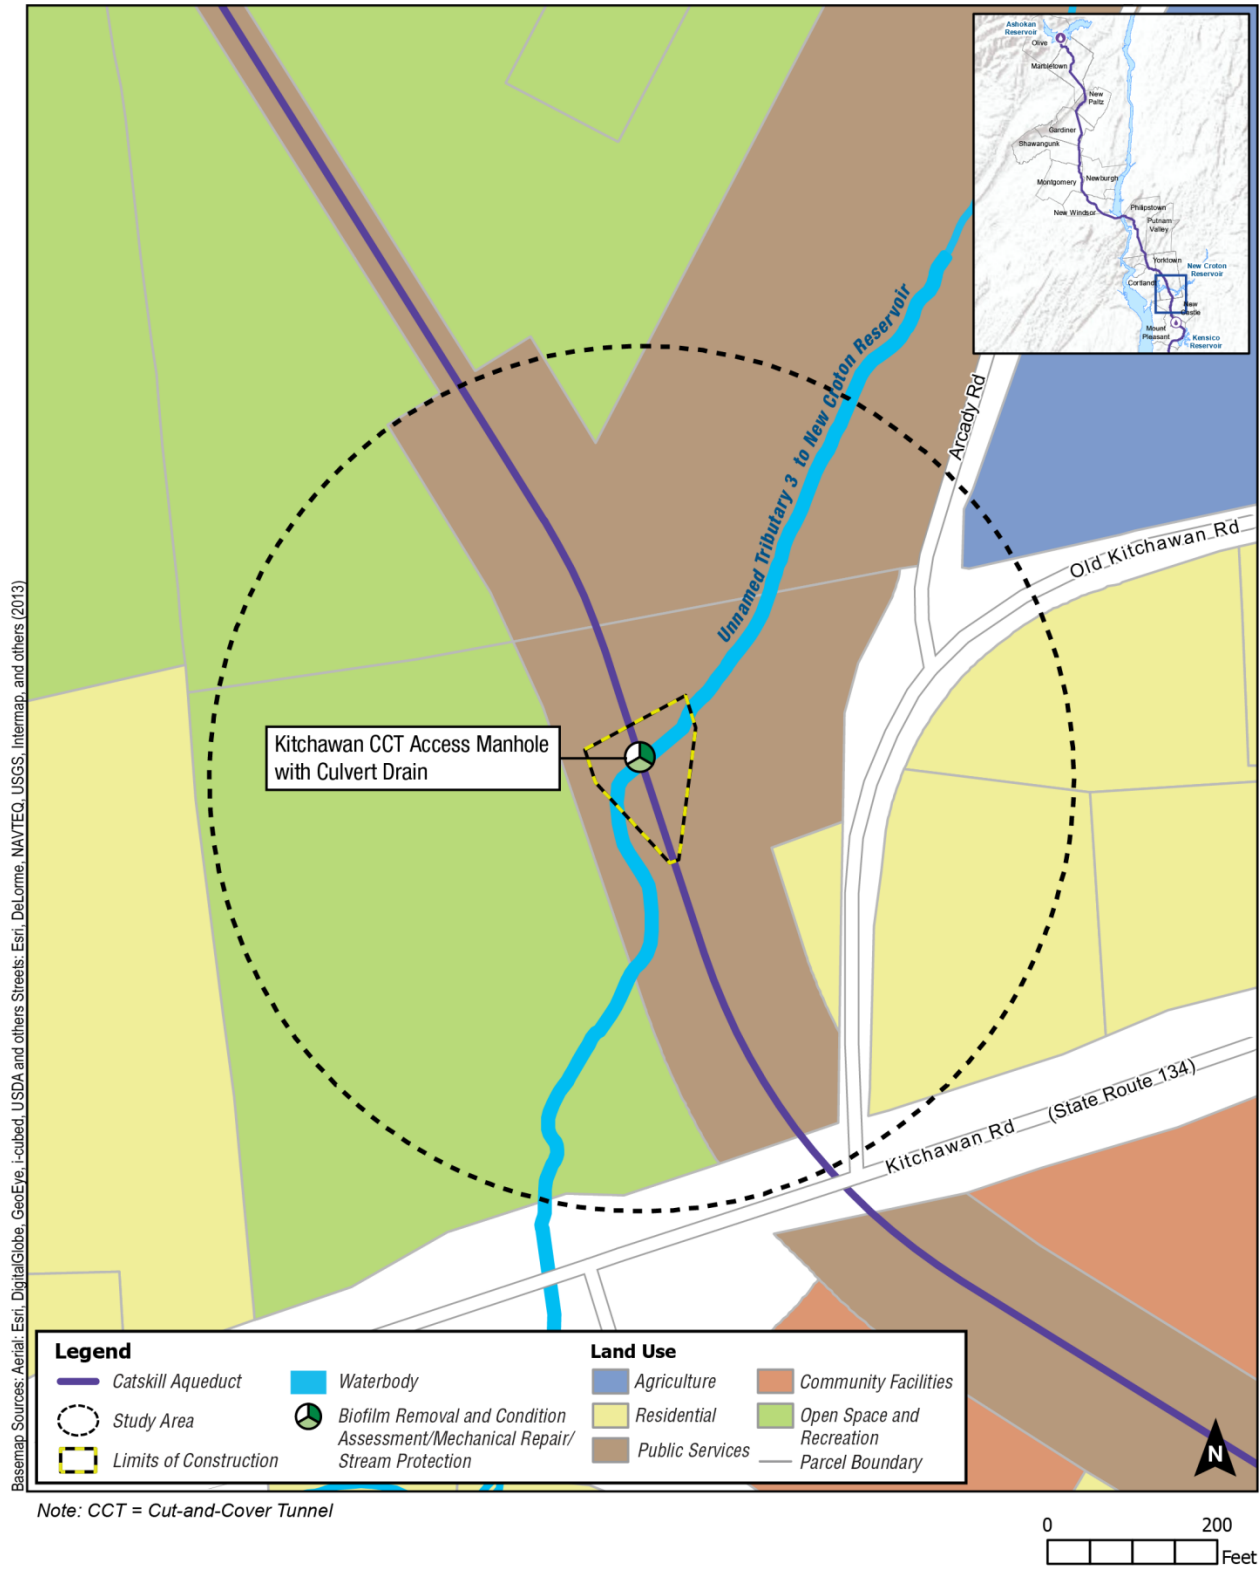 Ashokan
Reservoir
Olive
Marbletown
New
Paltz
Gardiner
Shawangunk
Montgomery
Newburgh
New Windsor
Philipstown
Putnam
Valley
Yorktown
New Croton
Reservoir
Cortlandt
New
Castle
Mount
Pleasant
Kensico
Reservoir
Unnamed Tributary 3 to New Croton Reservoir
Arcady Rd
Old Kitchawan Rd
Kitchawan CCT Access Manhole
with Culvert Drain
Kitchawan Rd (State Route 134)
Basemap Sources: Aerial: Esri, DigitalGlobe, GeoEye, i-cubed, USDA and others Streets: Esri, DeLorme, NAVTEQ, USGS, Intermap, and others (2013)
Legend
Catskill Aqueduct
Study Area
Limits of Construction
Waterbody
Biofilm Removal and Condition
Assessment/Mechanical Repair/
Stream Protection
Land Use
Agriculture
Residential
Public Services
Community Facilities
Open Space and
Recreation
Parcel Boundary
N
Note: CCT = Cut-and-Cover Tunnel
0 200
Feet